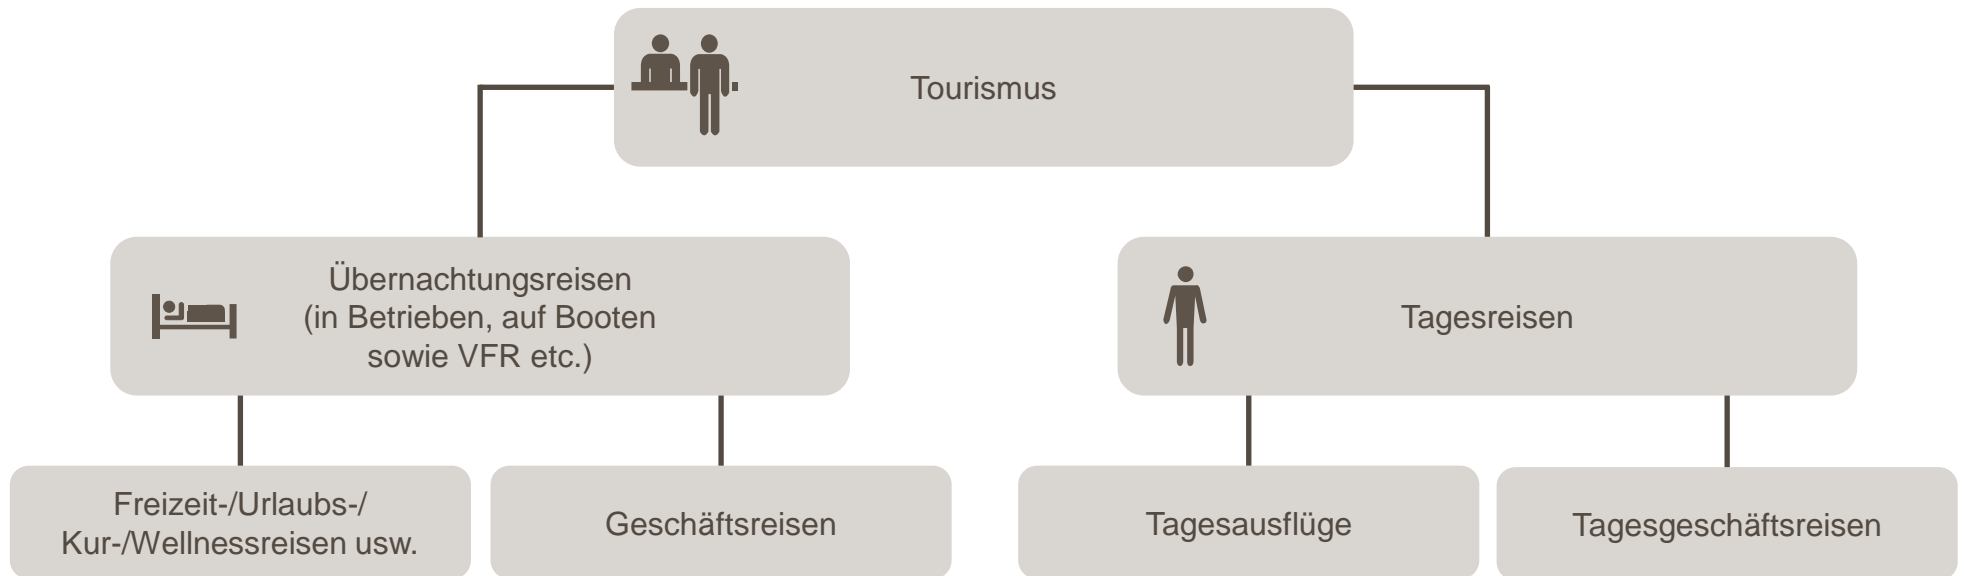 Tourismus
Übernachtungsreisen
(in Betrieben, auf Booten
sowie VFR etc.)
Tagesreisen
Freizeit-/Urlaubs-/
Kur-/Wellnessreisen usw.
Geschäftsreisen
Tagesausflüge
Tagesgeschäftsreisen